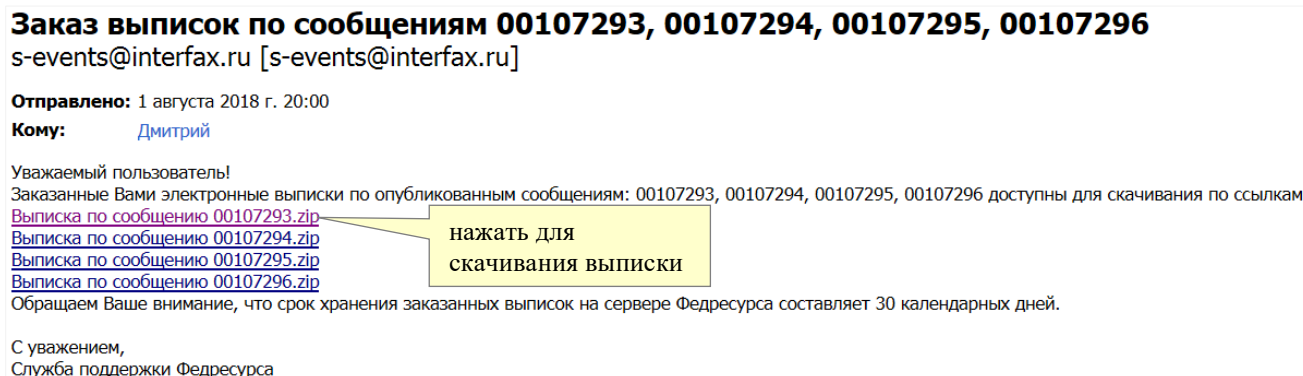 Заказ выписок по сообщениям 00107293, 00107294, 00107295, 00107296
s-events@interfax.ru [s-events@interfax.ru]
Отправлено: 1 августа 2018 г. 20:00
Кому: Дмитрий
Уважаемый пользователь!
Заказанные Вами электронные выписки по опубликованным сообщениям: 00107293, 00107294, 00107295, 00107296 доступны для скачивания по ссылкам
Выписка по сообщению 00107293.zip
Выписка по сообщению 00107294.zip
Выписка по сообщению 00107295.zip
Выписка по сообщению 00107296.zip
нажать для
скачивания выписки
Обращаем Ваше внимание, что срок хранения заказанных выписок на сервере Федресурса составляет 30 календарных дней.
С уважением,
Служба поддержки Федресурса